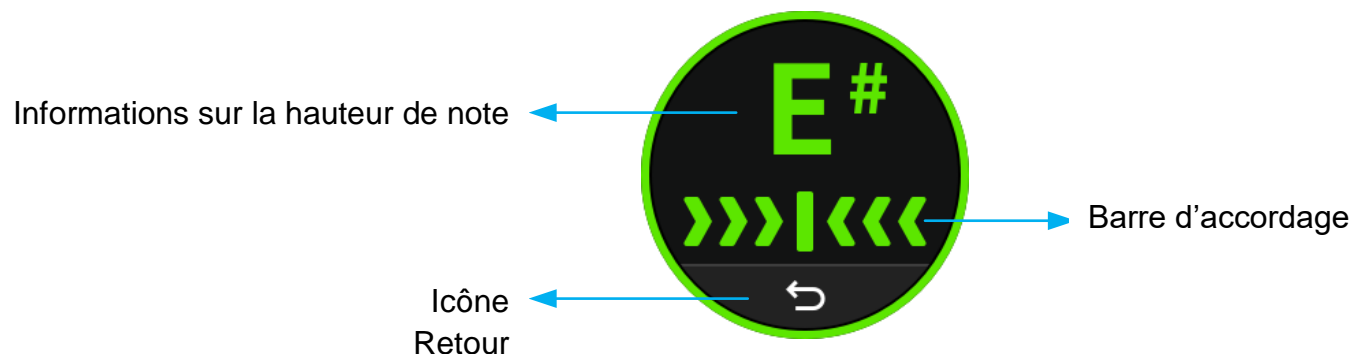 E#
Informations sur la hauteur de note
Barre d’accordage
Icône
Retour